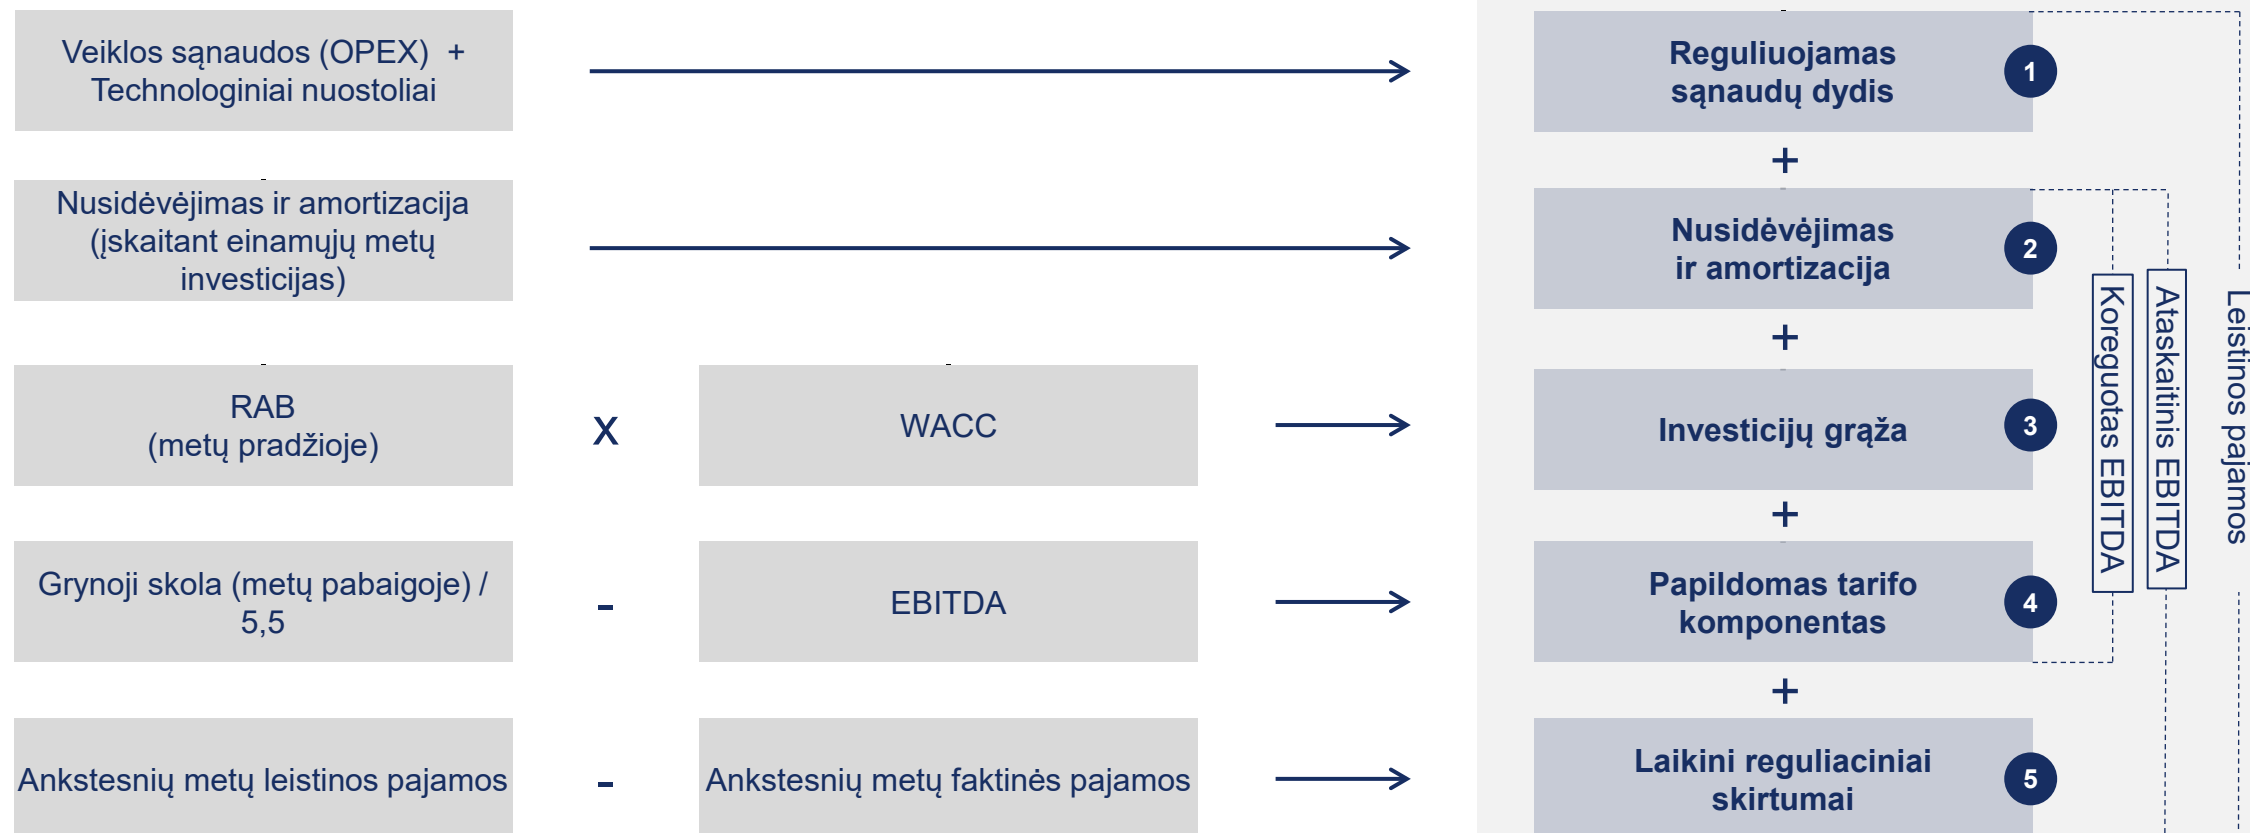 Veiklos sąnaudos (OPEX) +
Technologiniai nuostoliai
Reguliuojamas
sąnaudų dydis
1
+
Nusidėvėjimas ir amortizacija
(įskaitant einamųjų metų
investicijas)
Nusidėvėjimas
ir amortizacija
2
+
RAB
(metų pradžioje)
x
WACC
Investicijų grąža
3
+
Grynoji skola (metų pabaigoje) /
5,5
-
EBITDA
Papildomas tarifo
komponentas
4
+
Ankstesnių metų leistinos pajamos
-
Ankstesnių metų faktinės pajamos
Laikini reguliaciniai
skirtumai
5
Koreguotas EBITDA
Ataskaitinis EBITDA
Leistinos pajamos